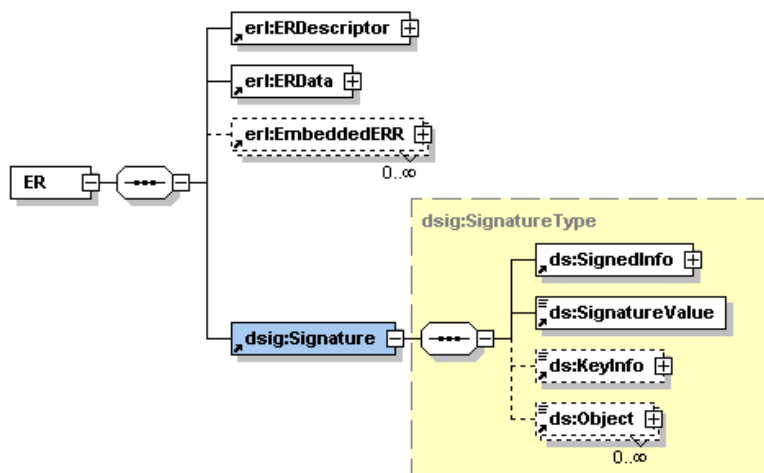 erl:ERDescriptor
erl:ERData
erl:EmbeddedERR
0..∞
ER
dsig:SignatureType
ds:SignedInfo
ds:SignatureValue
dsig:Signature
ds:KeyInfo
ds:Object
0..∞